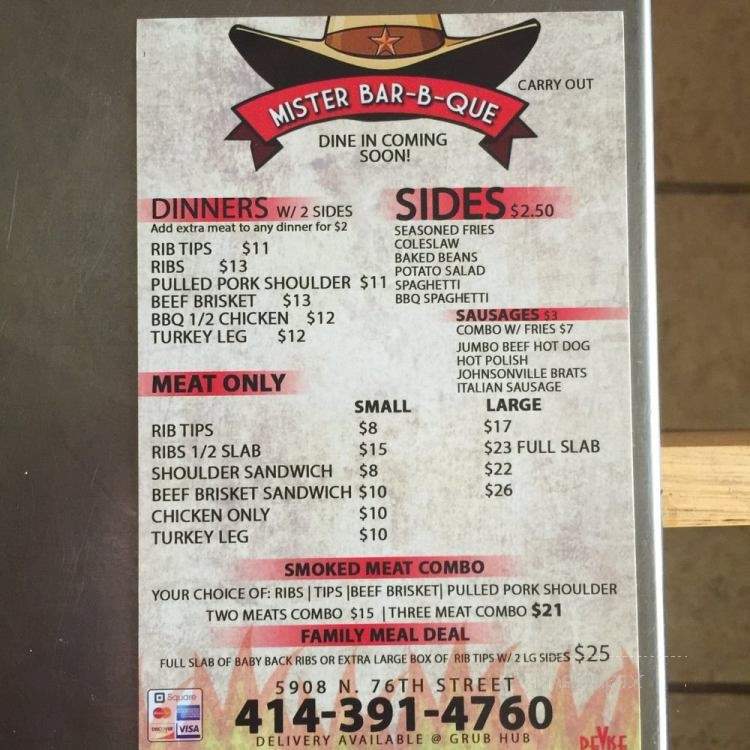 MISTER BAR-B-QUE
CARRY OUT
DINE IN COMING
SOON!
DINNERS W/ 2 SIDES
Add extra meat to any dinner for $2
RIB TIPS $11
RIBS $13
PULLED PORK SHOULDER $11
BEEF BRISKET $13
BBQ 1/2 CHICKEN $12
TURKEY LEG $12
SIDES $2.50
SEASONED FRIES
COLESLAW
BAKED BEANS
POTATO SALAD
SPAGHETTI
BBQ SPAGHETTI
SAUSAGES $3
COMBO W/ FRIES $7
JUMBO BEEF HOT DOG
HOT POLISH
JOHNSONVILLE BRATS
ITALIAN SAUSAGE
MEAT ONLY
SMALL LARGE
RIB TIPS $8 $17
RIBS 1/2 SLAB $15 $23 FULL SLAB
SHOULDER SANDWICH $8 $22
BEEF BRISKET SANDWICH $10 $26
CHICKEN ONLY $10
TURKEY LEG $10
SMOKED MEAT COMBO
YOUR CHOICE OF: RIBS | TIPS |BEEF BRISKET| PULLED PORK SHOULDER
TWO MEATS COMBO $15 | THREE MEAT COMBO $21
FAMILY MEAL DEAL
FULL SLAB OF BABY BACK RIBS OR EXTRA LARGE BOX OF RIB TIPS W/ 2 LG SIDES $25
5908 N. 76TH STREET
414-391-4760
DELIVERY AVAILABLE @ GRUB HUB
Square
DISCOVER VISA